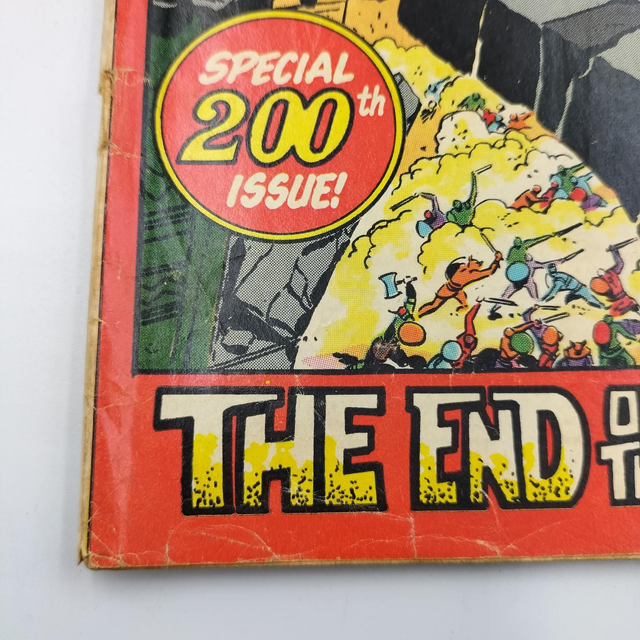 SPECIAL
200th
ISSUE!
THE END